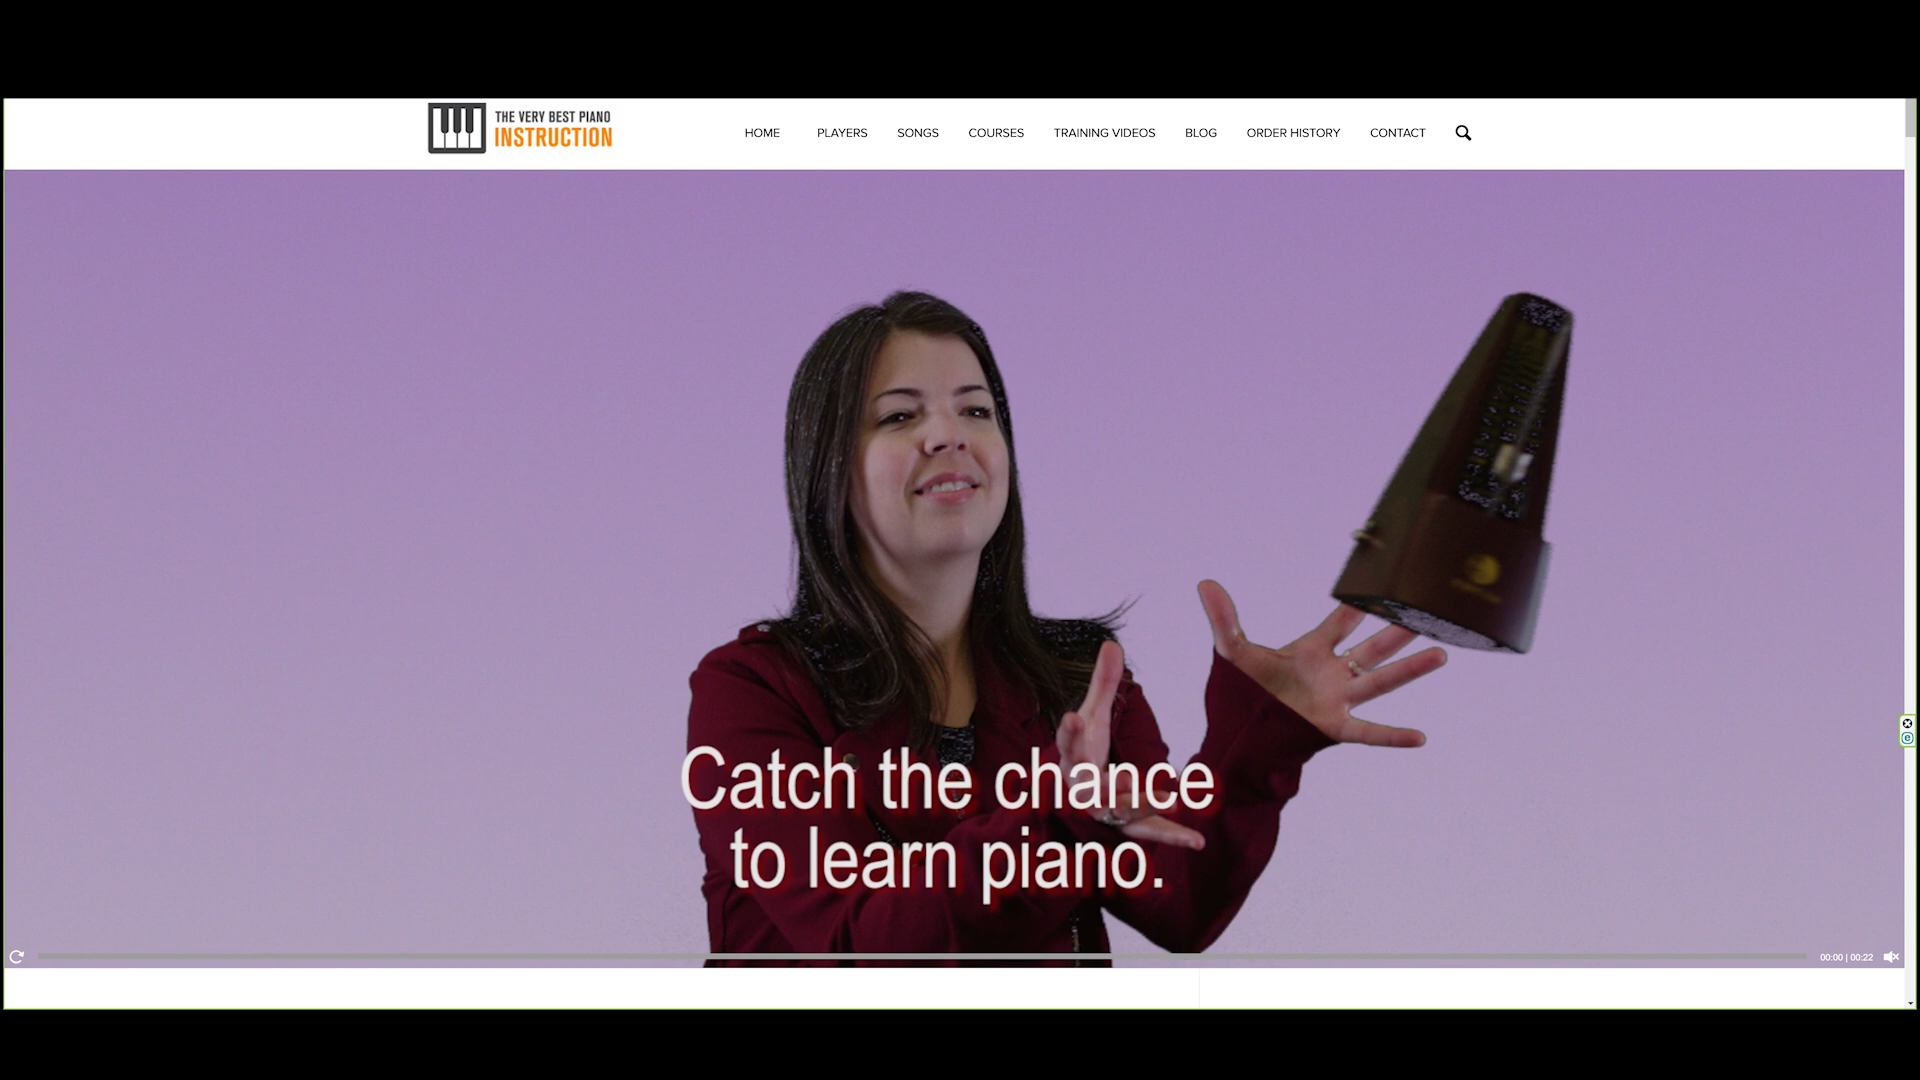 THE VERY BEST PIANO
INSTRUCTION
HOME PLAYERS SONGS COURSES TRAINING VIDEOS BLOG ORDER HISTORY CONTACT
Catch the chance
to learn piano.
00:00 | 00:22